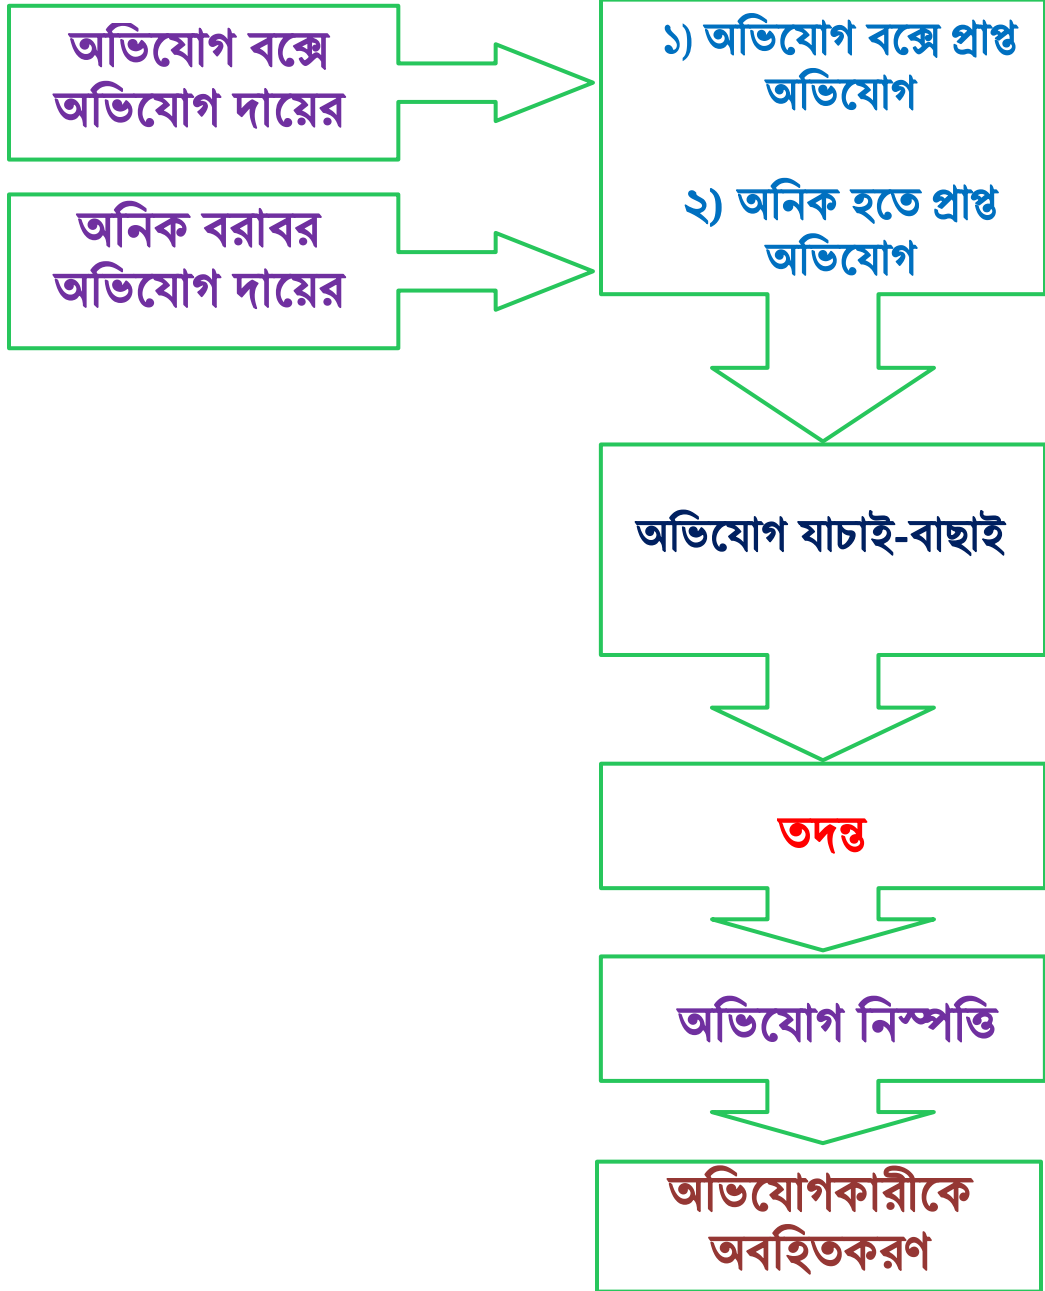 অভিযোগ বক্সে
অভিযোগ দায়ের
১) অভিযোগ বক্সে প্রাপ্ত
অভিযোগ
২) অনিক হতে প্রাপ্ত
অভিযোগ
অনিক বরাবর
অভিযোগ দায়ের
অভিযোগ যাচাই-বাছাই
তদন্ত
অভিযোগ নিস্পত্তি
অভিযোগকারীকে
অবহিতকরণ